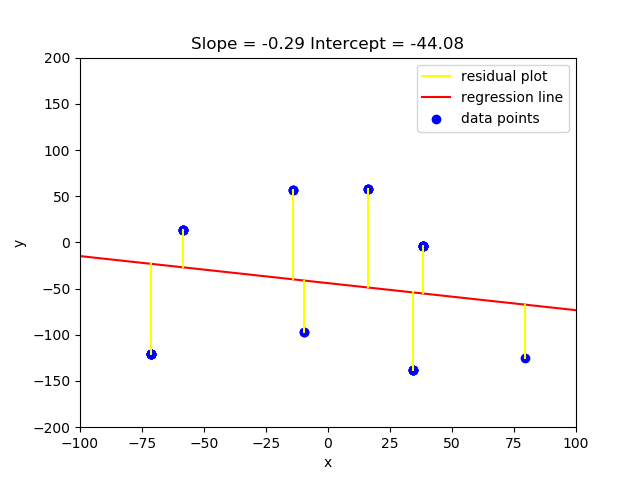 Slope = -0.29 Intercept = -44.08
200
150
100
50
0
−50
−100
−150
−200
y
residual plot
regression line
data points
−100 −75 −50 −25 0 25 50 75 100
x